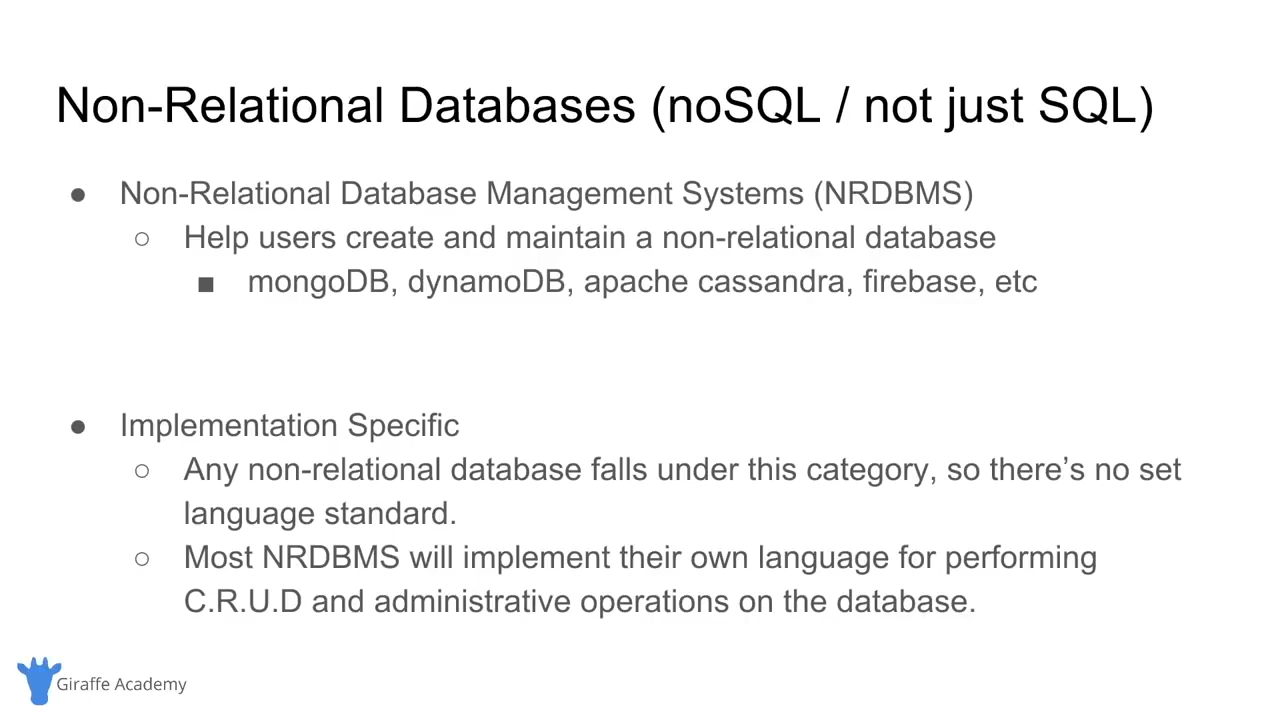 Non-Relational Databases (noSQL / not just SQL)
● Non-Relational Database Management Systems (NRDBMS)
○ Help users create and maintain a non-relational database
■ mongoDB, dynamoDB, apache cassandra, firebase, etc
● Implementation Specific
○ Any non-relational database falls under this category, so there’s no set
language standard.
○ Most NRDBMS will implement their own language for performing
C.R.U.D and administrative operations on the database.
Giraffe Academy